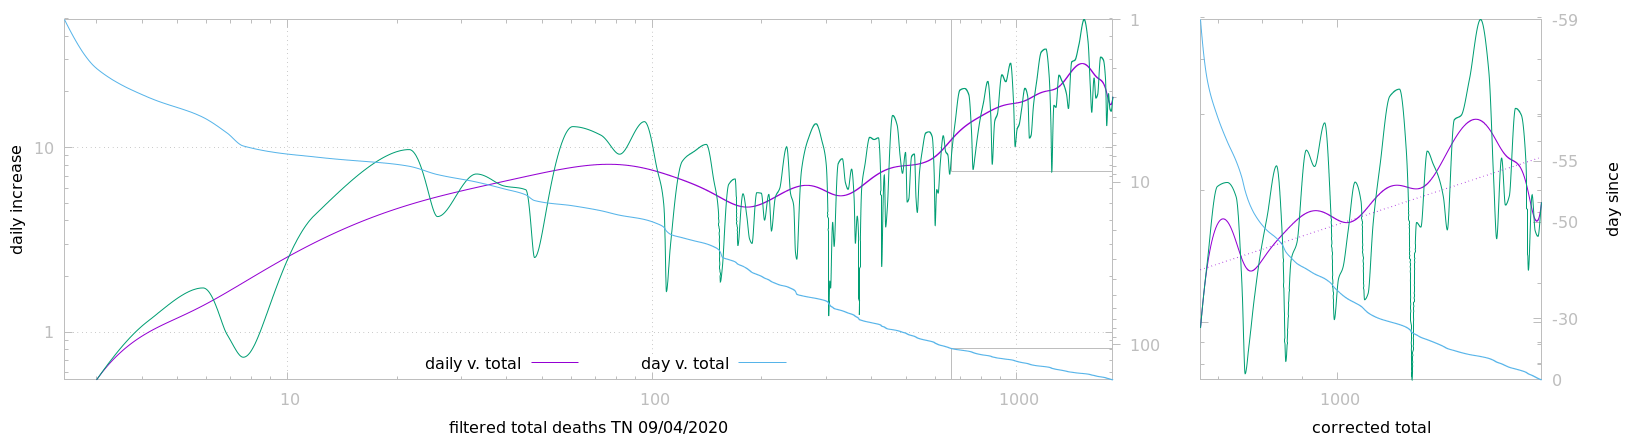 1
-59
10
daily increase
10
-55
-50
day since
1
-30
100
daily v. total
day v. total
0
10
100
1000
1000
filtered total deaths TN 09/04/2020
corrected total